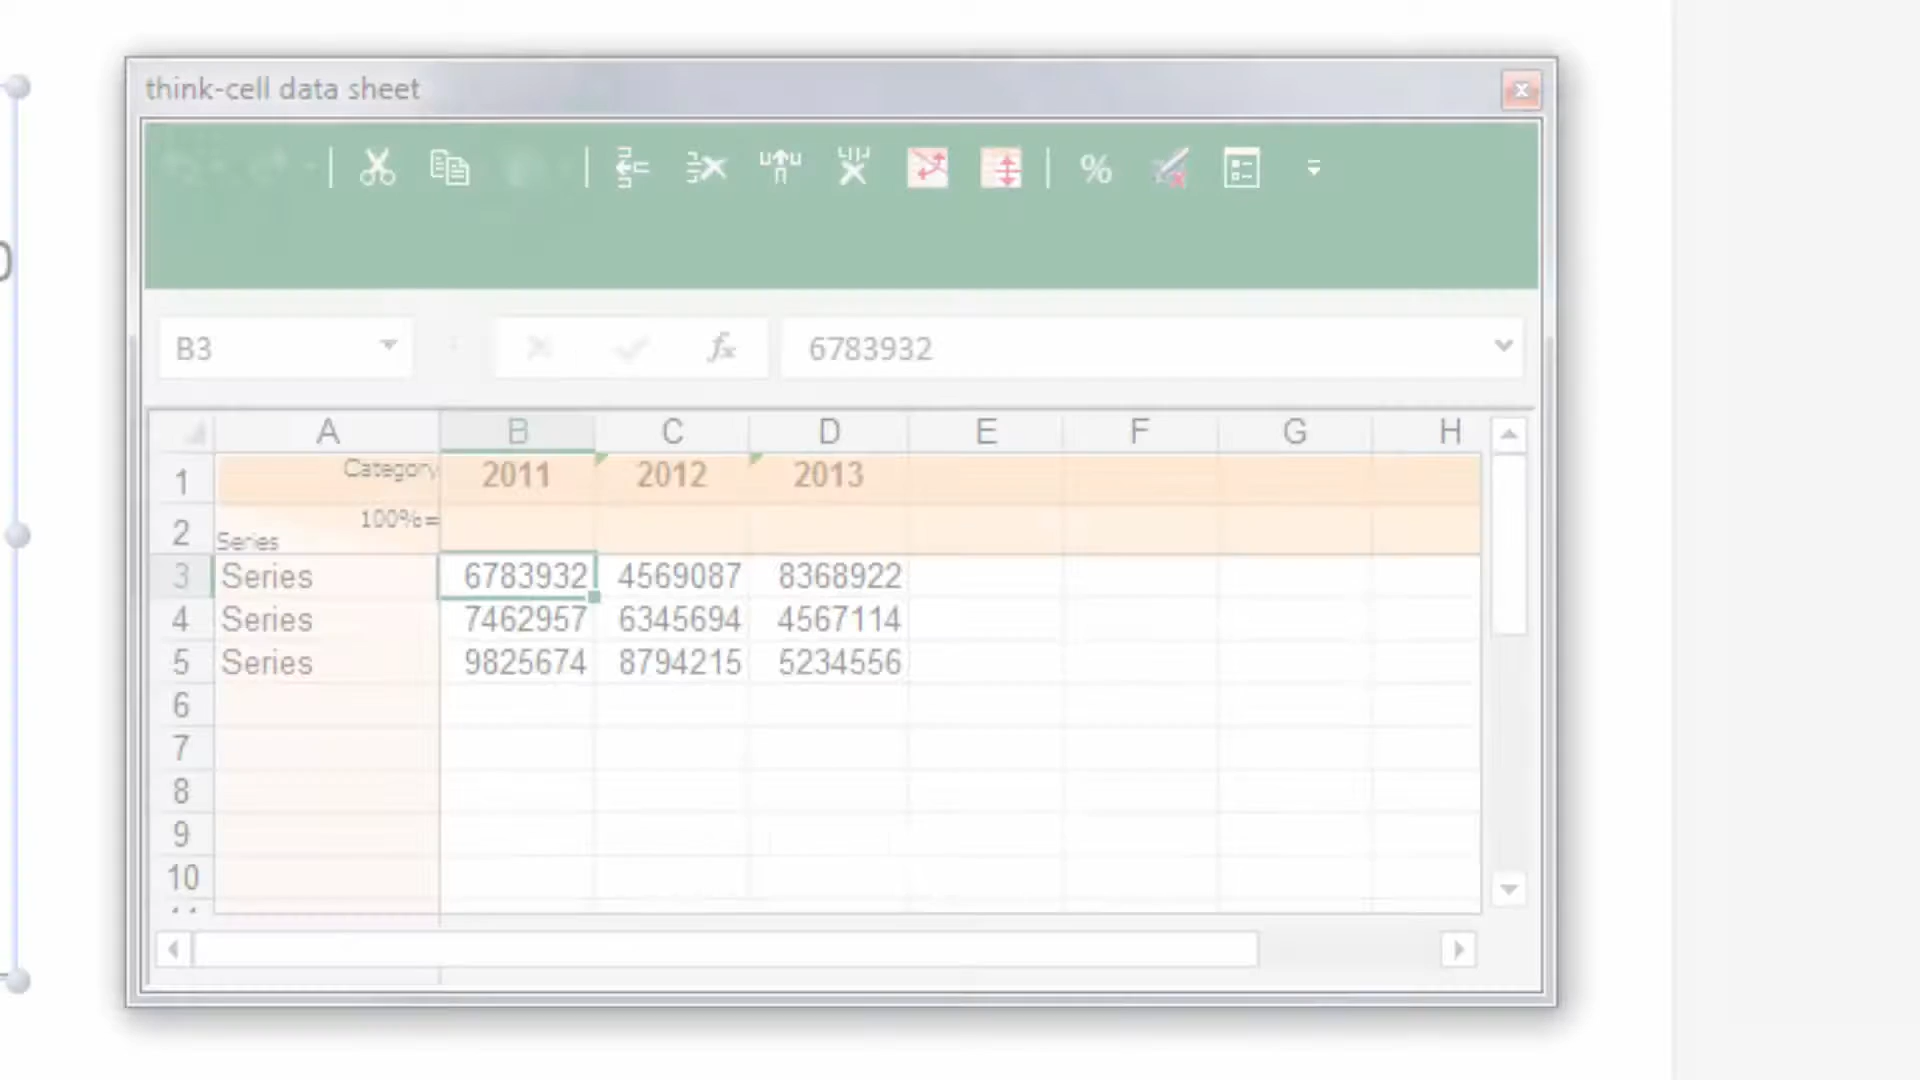 think-cell data sheet
%
B3 fx 6783932
A B C D E F G H
1 Category 2011 2012 2013
2 100%=
Series
3 Series 6783932 4569087 8368922
4 Series 7462957 6345694 4567114
5 Series 9825674 8794215 5234556
6
7
8
9
10